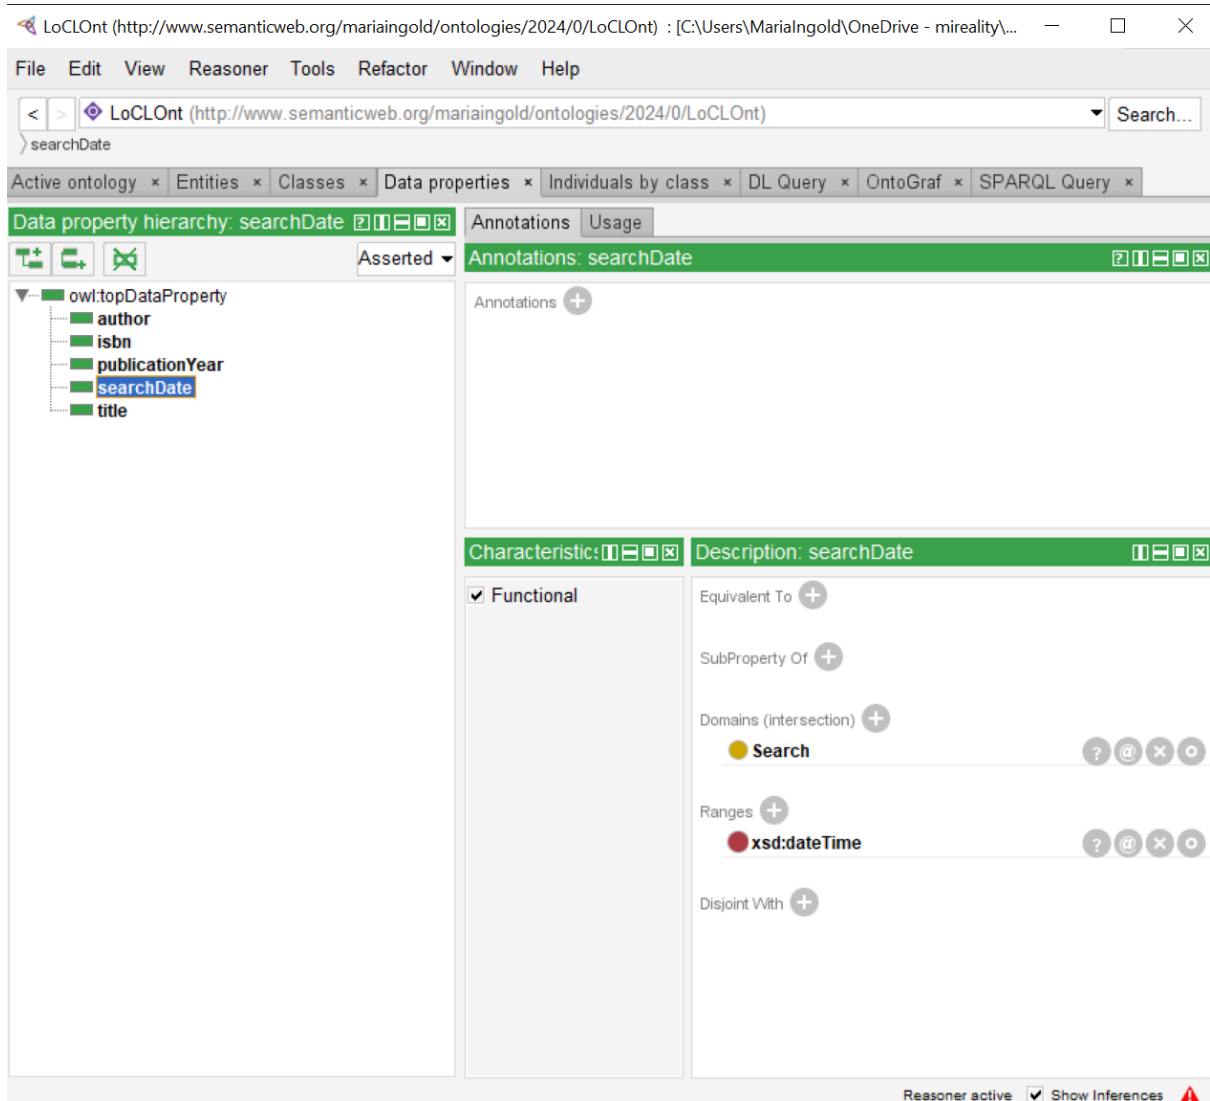 LoCLOnt (http://www.semanticweb.org/mariaingold/ontologies/2024/0/LoCLOnt) : [C:\Users\MariaIngold\OneDrive - mireality\...
File Edit View Reasoner Tools Refactor Window Help
< > LoCLOnt (http://www.semanticweb.org/mariaingold/ontologies/2024/0/LoCLOnt) Search...
searchDate
Active ontology × Entities × Classes × Data properties × Individuals by class × DL Query × OntoGraf × SPARQL Query ×
Data property hierarchy: searchDate
Asserted
owl:topDataProperty
author
isbn
publicationYear
searchDate
title
Annotations Usage
Annotations: searchDate
Annotations
Characteristics
Functional
Description: searchDate
Equivalent To
SubProperty Of
Domains (intersection)
Search
Ranges
xsd:dateTime
Disjoint With
Reasoner active Show Inferences